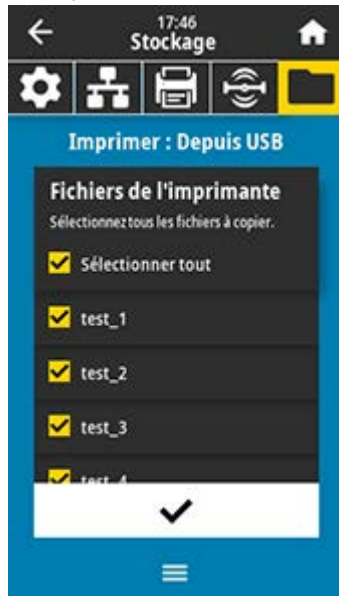 17:46
Stockage
Imprimer : Depuis USB
Fichiers de l'imprimante
Sélectionnez tous les fichiers à copier.
Sélectionner tout
test_1
test_2
test_3
test_4